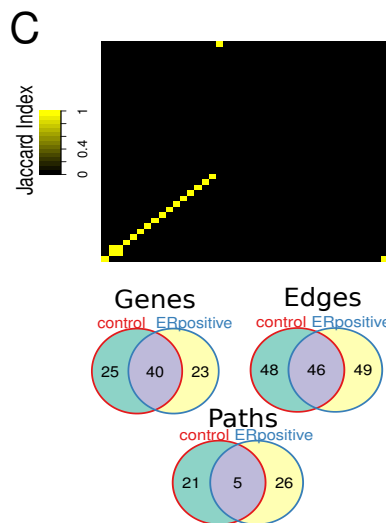 C
Jaccard Index
0 0.4 1
Genes
control ERpositive
25 40 23
Edges
control ERpositive
48 46 49
Paths
control ERpositive
21 5 26